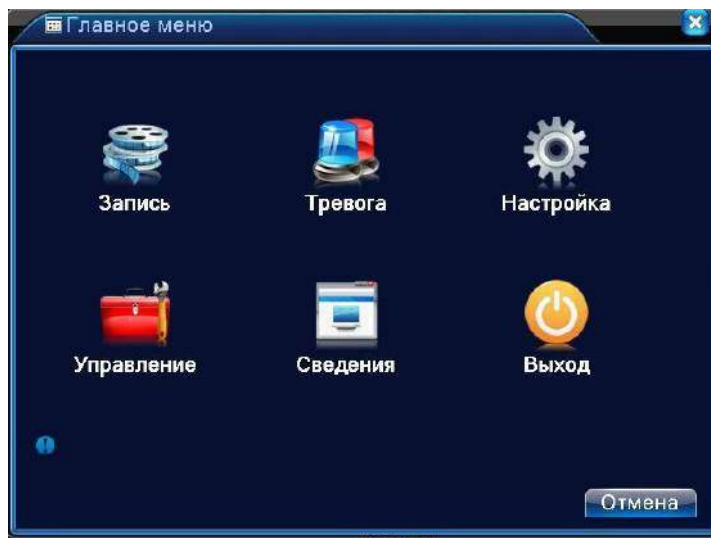 Главное меню
Запись
Тревога
Настройка
Управление
Сведения
Выход
Отмена